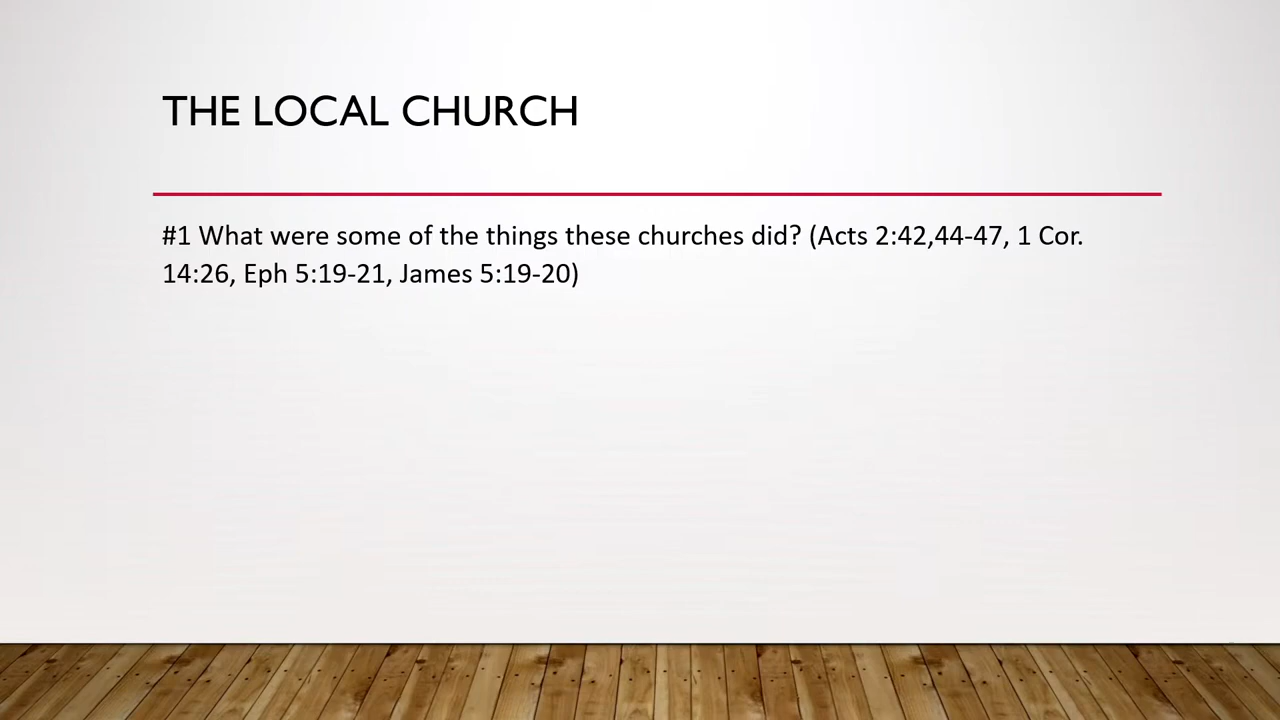 THE LOCAL CHURCH
#1 What were some of the things these churches did? (Acts 2:42,44-47, 1 Cor.
14:26, Eph 5:19-21, James 5:19-20)